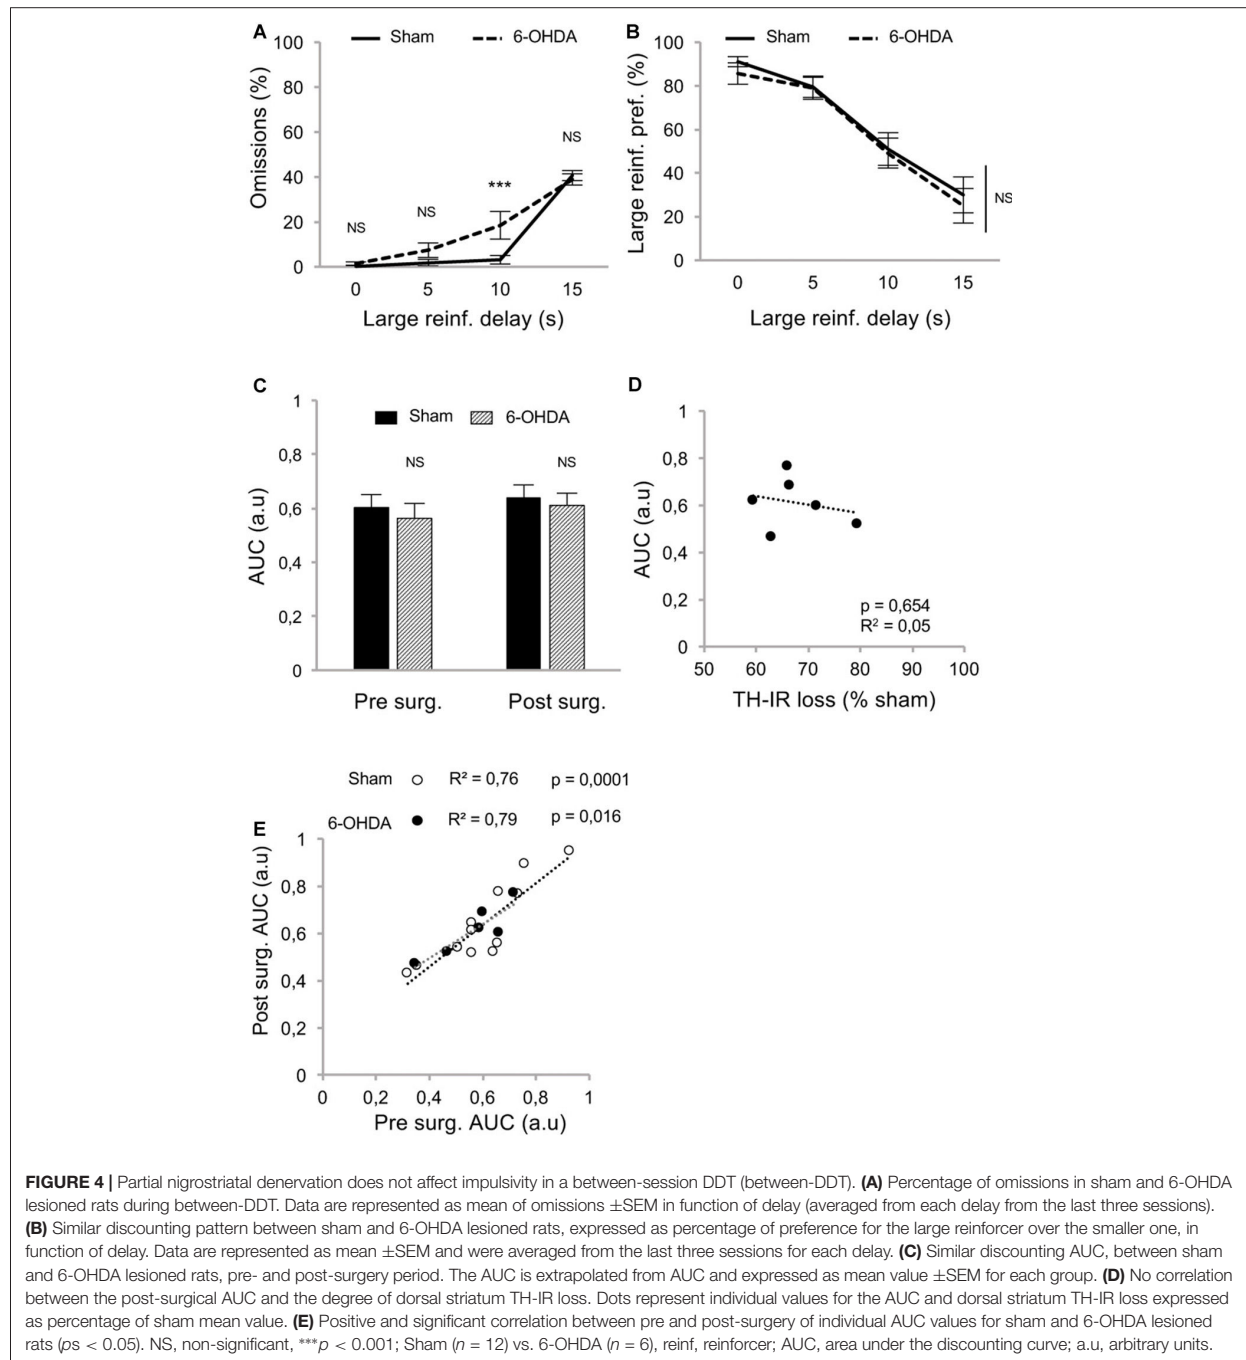 A Sham 6-OHDA
100
80
60
40
20
0
Omissions (%)
NS
NS
***
NS
0 5 10 15
Large reinf. delay (s)
B Sham 6-OHDA
100
80
60
40
20
0
Large reinf. pref. (%)
NS
0 5 10 15
Large reinf. delay (s)
C
1
0,8
0,6
0,4
0,2
0
AUC (a.u)
Sham 6-OHDA
NS
NS
Pre surg. Post surg.
D
1
0,8
0,6
0,4
0,2
0
AUC (a.u)
p = 0,654
R² = 0,05
50 60 70 80 90 100
TH-IR loss (% sham)
Sham R² = 0,76 p = 0,0001
6-OHDA R² = 0,79 p = 0,016
E
1
0,8
0,6
0,4
0,2
0
Post surg. AUC (a.u)
0 0,2 0,4 0,6 0,8 1
Pre surg. AUC (a.u)
FIGURE 4 | Partial nigrostriatal denervation does not affect impulsivity in a between-session DDT (between-DDT). (A) Percentage of omissions in sham and 6-OHDA
lesioned rats during between-DDT. Data are represented as mean of omissions ±SEM in function of delay (averaged from each delay from the last three sessions).
(B) Similar discounting pattern between sham and 6-OHDA lesioned rats, expressed as percentage of preference for the large reinforcer over the smaller one, in
function of delay. Data are represented as mean ±SEM and were averaged from the last three sessions for each delay. (C) Similar discounting AUC, between sham
and 6-OHDA lesioned rats, pre- and post-surgery period. The AUC is extrapolated from AUC and expressed as mean value ±SEM for each group. (D) No correlation
between the post-surgical AUC and the degree of dorsal striatum TH-IR loss. Dots represent individual values for the AUC and dorsal striatum TH-IR loss expressed
as percentage of sham mean value. (E) Positive and significant correlation between pre and post-surgery of individual AUC values for sham and 6-OHDA lesioned
rats (ps < 0.05). NS, non-significant, ***p < 0.001; Sham (n = 12) vs. 6-OHDA (n = 6), reinf, reinforcer; AUC, area under the discounting curve; a.u, arbitrary units.